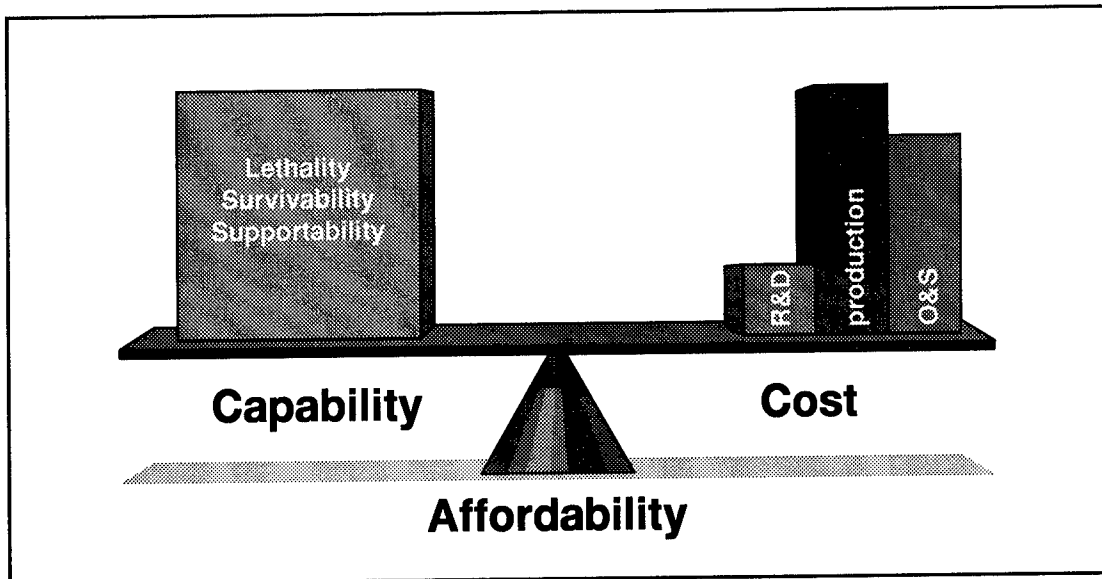 Lethality
Survivability
Supportability
R&D
production
O&S
Capability
Cost
Affordability